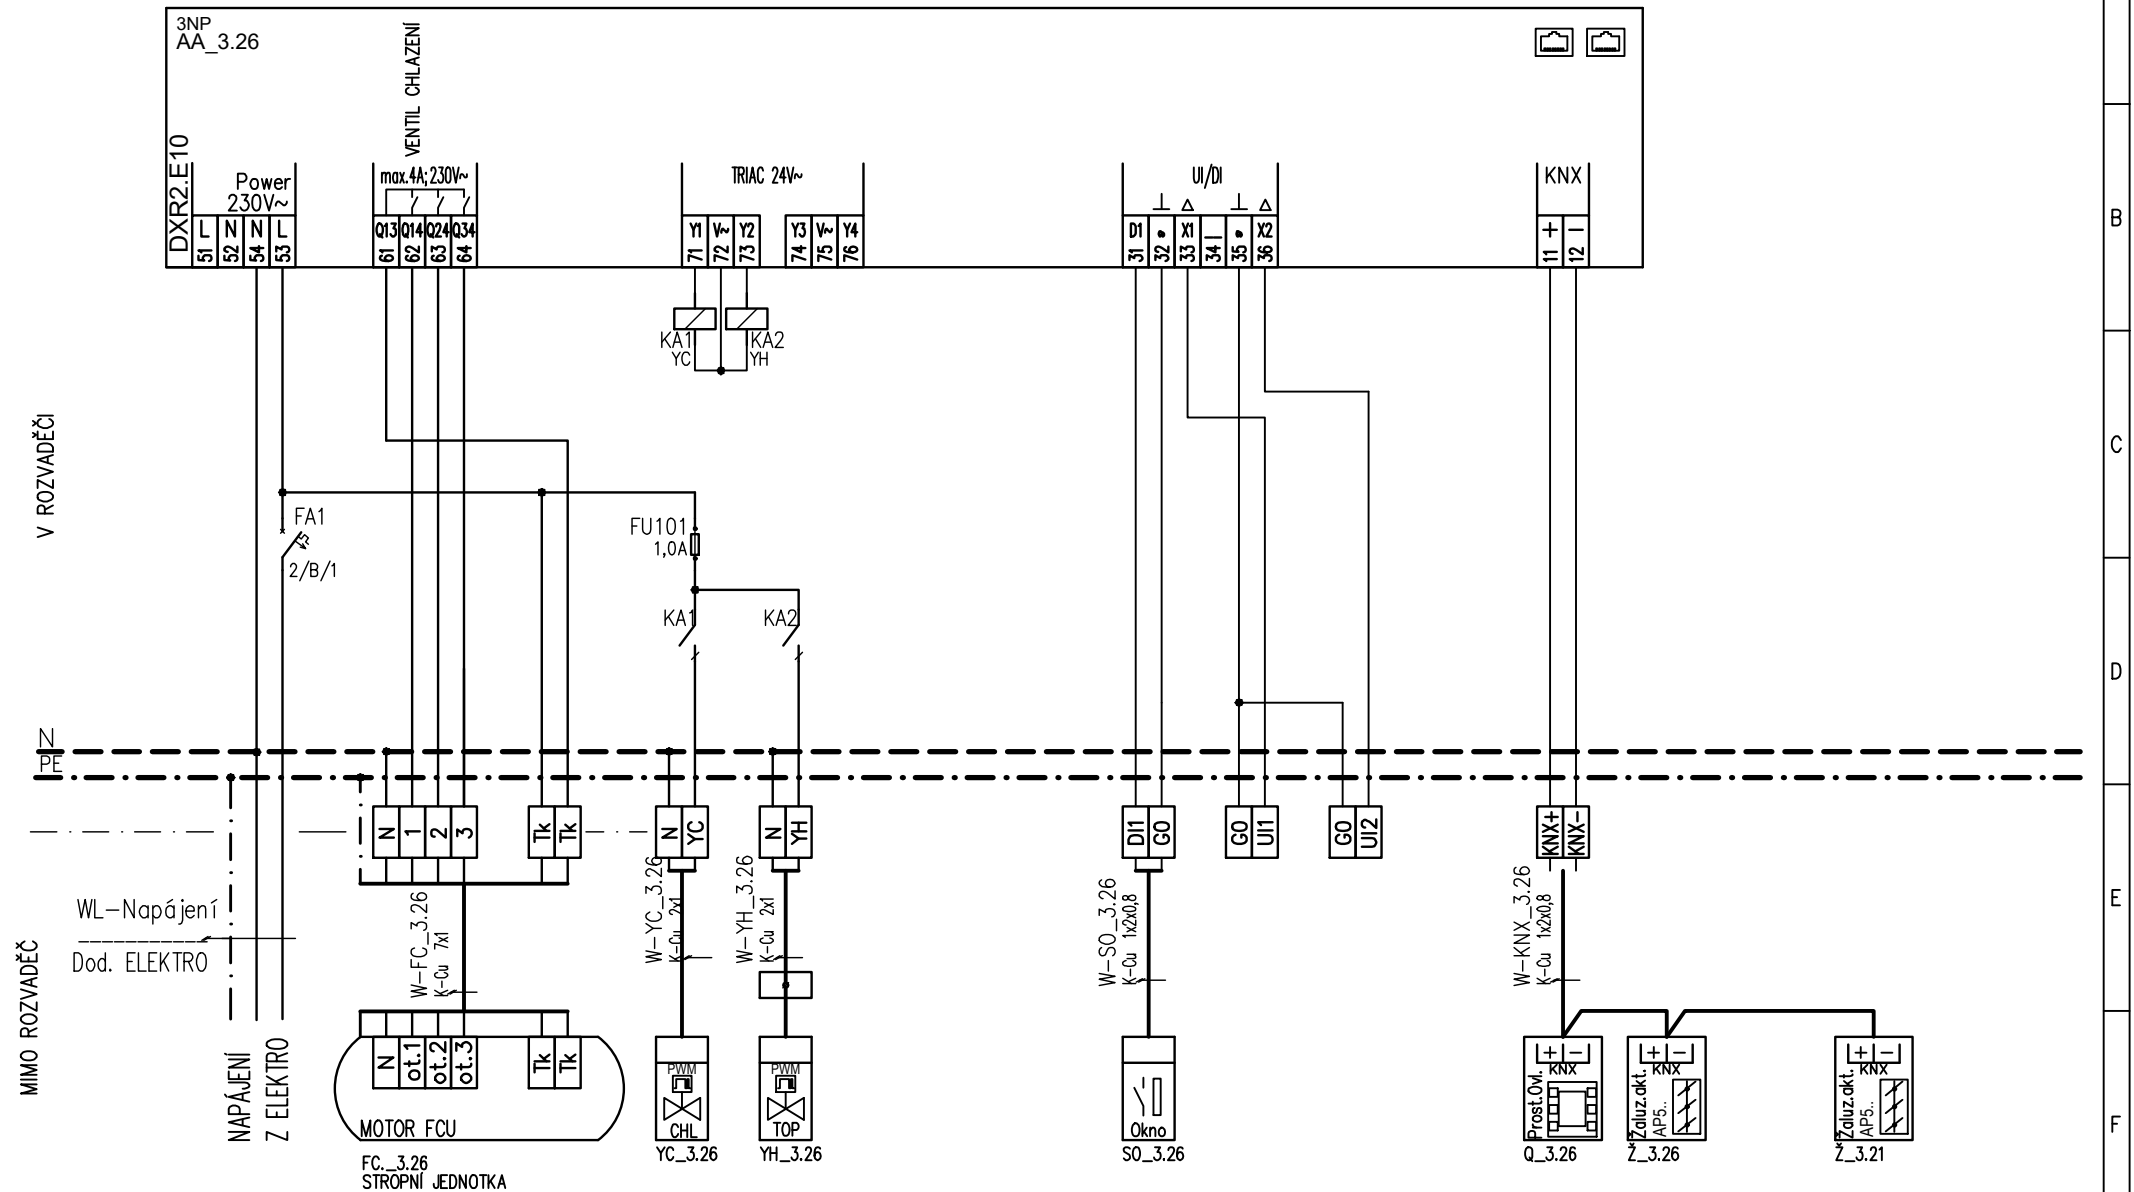 3NP
AA_3.26
DXR2.E10
VENTIL CHLAZENÍ
Power
230V~
max.4A;230V~
TRIAC 24V~
UI/DI
KNX
L N N L
51 52 54 53
Q13 Q14 Q24 Q34
61 62 63 64
Y1 V~ Y2
71 72 73
Y3 V~ Y4
74 75 76
D1 X1 X2
31 32 33 34 35 36
+ −
11 12
B
KA1
YC
KA2
YH
V ROZVADĚČI
C
FA1
2/B/1
FU101
1,0A
KA1
KA2
D
N
PE
N 1 2 3
Tk Tk
N YC
N YH
DI1 G0
G0 UI1
G0 UI2
KNX+ KNX-
WL-Napájení
Dod. ELEKTRO
W-FC_3.26
K-Cu 7x1
W-YC_3.26
K-Cu 2x1
W-YH_3.26
K-Cu 2x1
W-SO_3.26
K-Cu 1x2x0,8
W-KNX_3.26
K-Cu 1x2x0,8
E
MIMO ROZVADĚČ
NAPÁJENÍ
Z ELEKTRO
N ot.1 ot.2 ot.3
Tk Tk
MOTOR FCU
FC._3.26
STROPNÍ JEDNOTKA
PWM
CHL
YC_3.26
PWM
TOP
YH_3.26
Okno
SO_3.26
+ −
KNX
Prost.Ovl.
Q_3.26
+ −
KNX
Žaluz.akt.
AP5..
Ž_3.26
+ −
KNX
Žaluz.akt.
AP5..
Ž_3.21
F